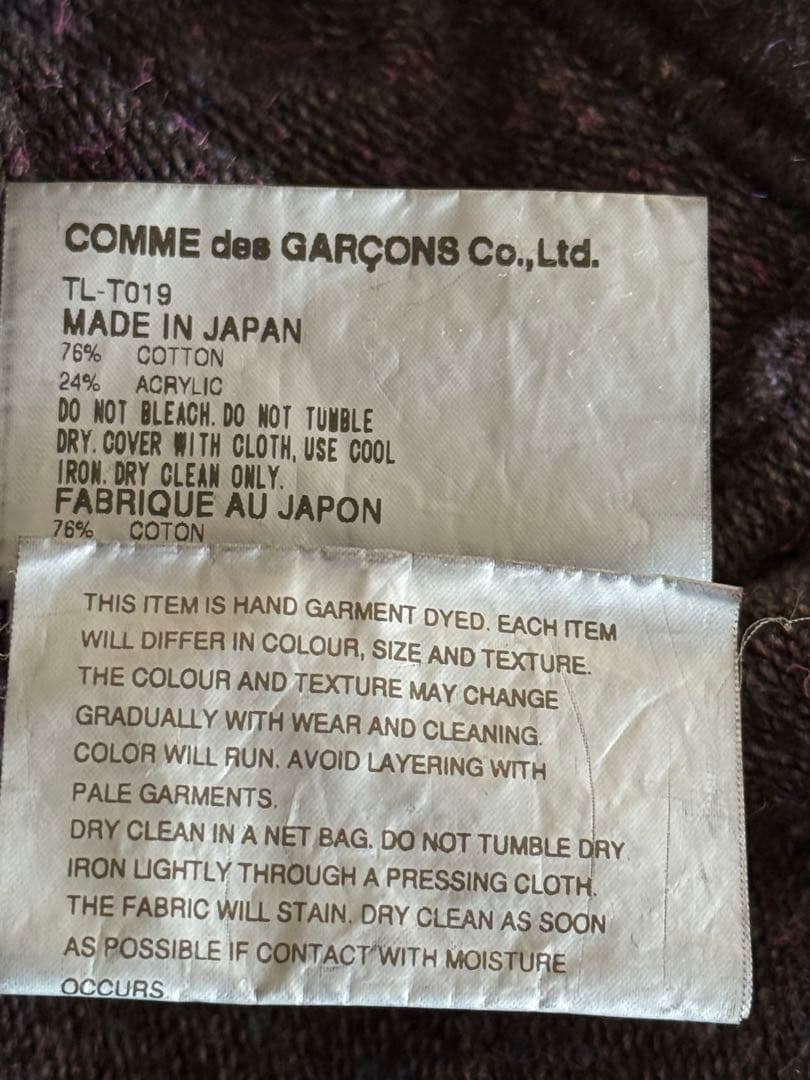 COMME des GARÇONS Co.,Ltd.
TL-T019
MADE IN JAPAN
76% COTTON
24% ACRYLIC
DO NOT BLEACH. DO NOT TUMBLE
DRY. COVER WITH CLOTH, USE COOL
IRON. DRY CLEAN ONLY.
FABRIQUE AU JAPON
76% COTON
THIS ITEM IS HAND GARMENT DYED. EACH ITEM
WILL DIFFER IN COLOUR, SIZE AND TEXTURE.
THE COLOUR AND TEXTURE MAY CHANGE
GRADUALLY WITH WEAR AND CLEANING.
COLOR WILL RUN. AVOID LAYERING WITH
PALE GARMENTS.
DRY CLEAN IN A NET BAG. DO NOT TUMBLE DRY
IRON LIGHTLY THROUGH A PRESSING CLOTH.
THE FABRIC WILL STAIN. DRY CLEAN AS SOON
AS POSSIBLE IF CONTACT WITH MOISTURE
OCCURS